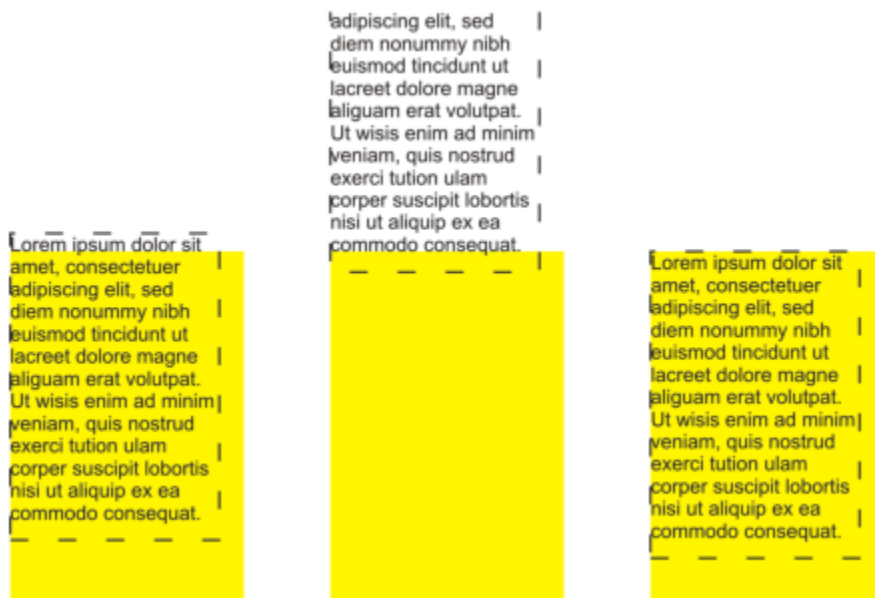 Lorem ipsum dolor sit
amet, consectetuer
adipiscing elit, sed
diem nonummy nibh
euismod tincidunt ut
lacreet dolore magne
aliguam erat volutpat.
Ut wisis enim ad minim
veniam, quis nostrud
exerci tution ulam
corper suscipit lobortis
nisi ut aliquip ex ea
commodo consequat.
adipiscing elit, sed
diem nonummy nibh
euismod tincidunt ut
lacreet dolore magne
aliguam erat volutpat.
Ut wisis enim ad minim
veniam, quis nostrud
exerci tution ulam
corper suscipit lobortis
nisi ut aliquip ex ea
commodo consequat.
Lorem ipsum dolor sit
amet, consectetuer
adipiscing elit, sed
diem nonummy nibh
euismod tincidunt ut
lacreet dolore magne
aliguam erat volutpat.
Ut wisis enim ad minim
veniam, quis nostrud
exerci tution ulam
corper suscipit lobortis
nisi ut aliquip ex ea
commodo consequat.